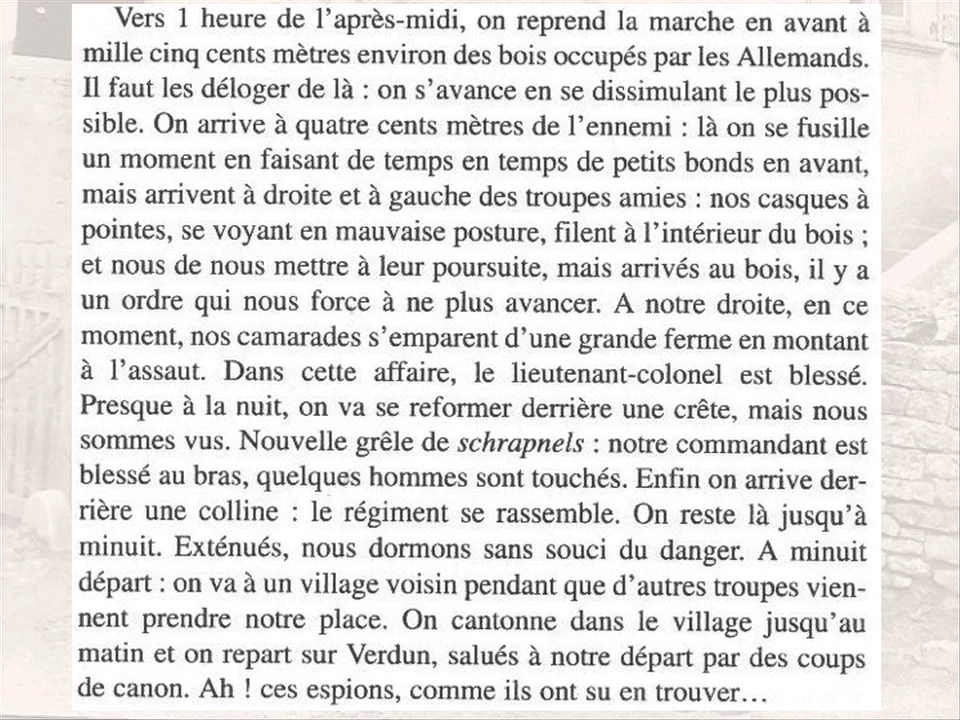 Vers 1 heure de l'après-midi, on reprend la marche en avant à
mille cinq cents mètres environ des bois occupés par les Allemands.
Il faut les déloger de là : on s'avance en se dissimulant le plus pos-
sible. On arrive à quatre cents mètres de l'ennemi : là on se fusille
un moment en faisant de temps en temps de petits bonds en avant,
mais arrivent à droite et à gauche des troupes amies : nos casques à
pointes, se voyant en mauvaise posture, filent à l'intérieur du bois ;
et nous de nous mettre à leur poursuite, mais arrivés au bois, il y a
un ordre qui nous force à ne plus avancer. A notre droite, en ce
moment, nos camarades s'emparent d'une grande ferme en montant
à l'assaut. Dans cette affaire, le lieutenant-colonel est blessé.
Presque à la nuit, on va se reformer derrière une crête, mais nous
sommes vus. Nouvelle grêle de schrapnels : notre commandant est
blessé au bras, quelques hommes sont touchés. Enfin on arrive der-
rière une colline : le régiment se rassemble. On reste là jusqu'à
minuit. Exténués, nous dormons sans souci du danger. A minuit
départ : on va à un village voisin pendant que d'autres troupes vien-
nent prendre notre place. On cantonne dans le village jusqu'au
matin et on repart sur Verdun, salués à notre départ par des coups
de canon. Ah ! ces espions, comme ils ont su en trouver...